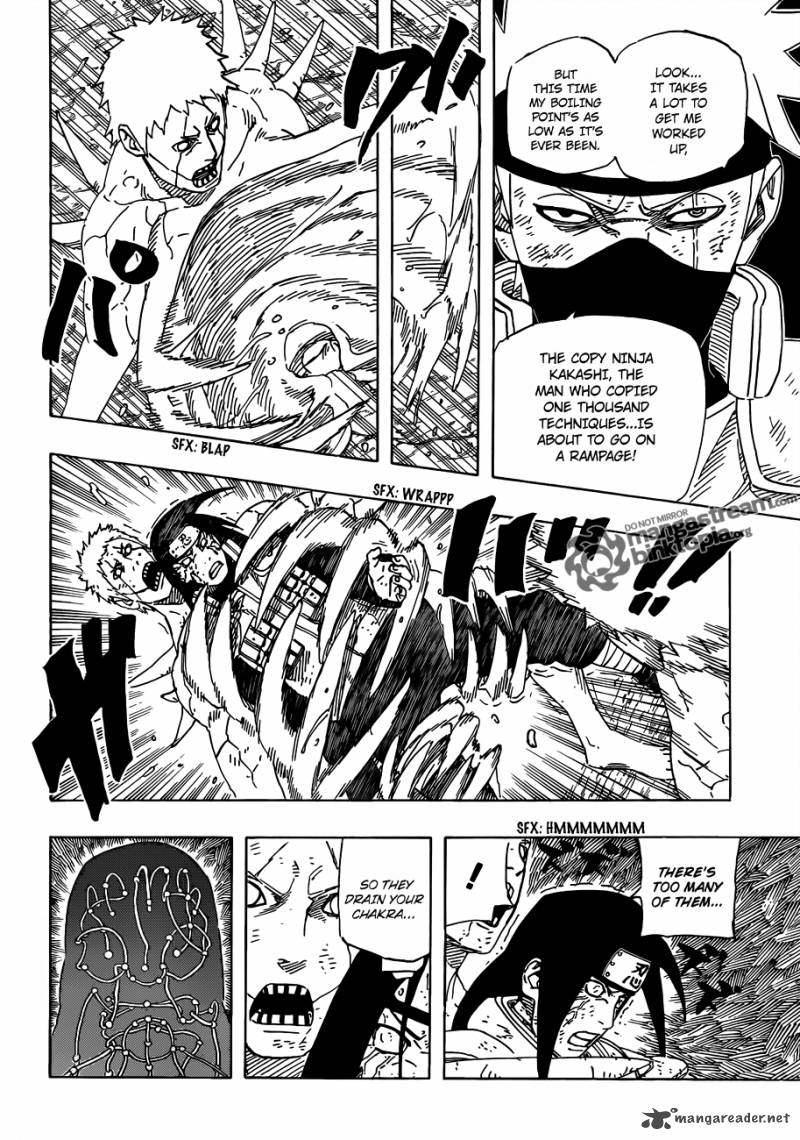 LOOK...
IT TAKES
A LOT TO
GET ME
WORKED
UP,
BUT
THIS TIME
MY BOILING
POINT'S AS
LOW AS IT'S
EVER BEEN.
THE COPY NINJA
KAKASHI, THE
MAN WHO COPIED
ONE THOUSAND
TECHNIQUES...IS
ABOUT TO GO ON
A RAMPAGE!
SFX: BLAP
SFX: WRAPPP
DO NOT MIRROR
mangastream.com
binktopia.org
SFX: HMMMMMMM
THERE'S
TOO MANY
OF THEM...
!
SO THEY
DRAIN YOUR
CHAKRA...
mangareader.net